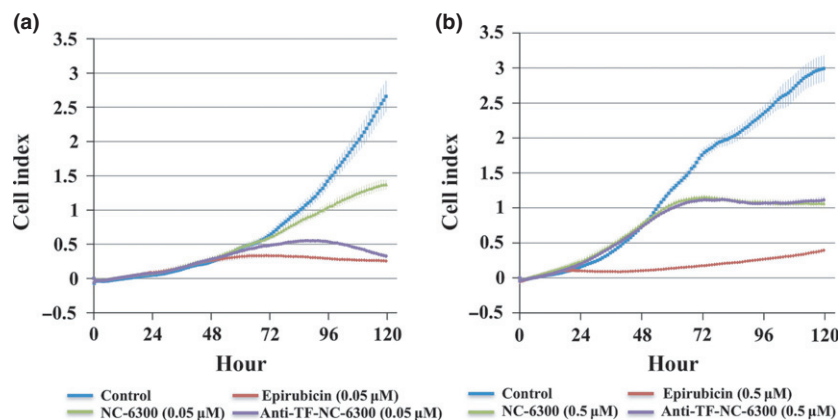 (a)
3.5
3
2.5
2
1.5
1
0.5
0
−0.5
Cell index
0 24 48 72 96 120
Hour
Control
Epirubicin (0.05 μM)
NC-6300 (0.05 μM)
Anti-TF-NC-6300 (0.05 μM)
(b)
3.5
3
2.5
2
1.5
1
0.5
0
−0.5
Cell index
0 24 48 72 96 120
Hour
Control
Epirubicin (0.5 μM)
NC-6300 (0.5 μM)
Anti-TF-NC-6300 (0.5 μM)